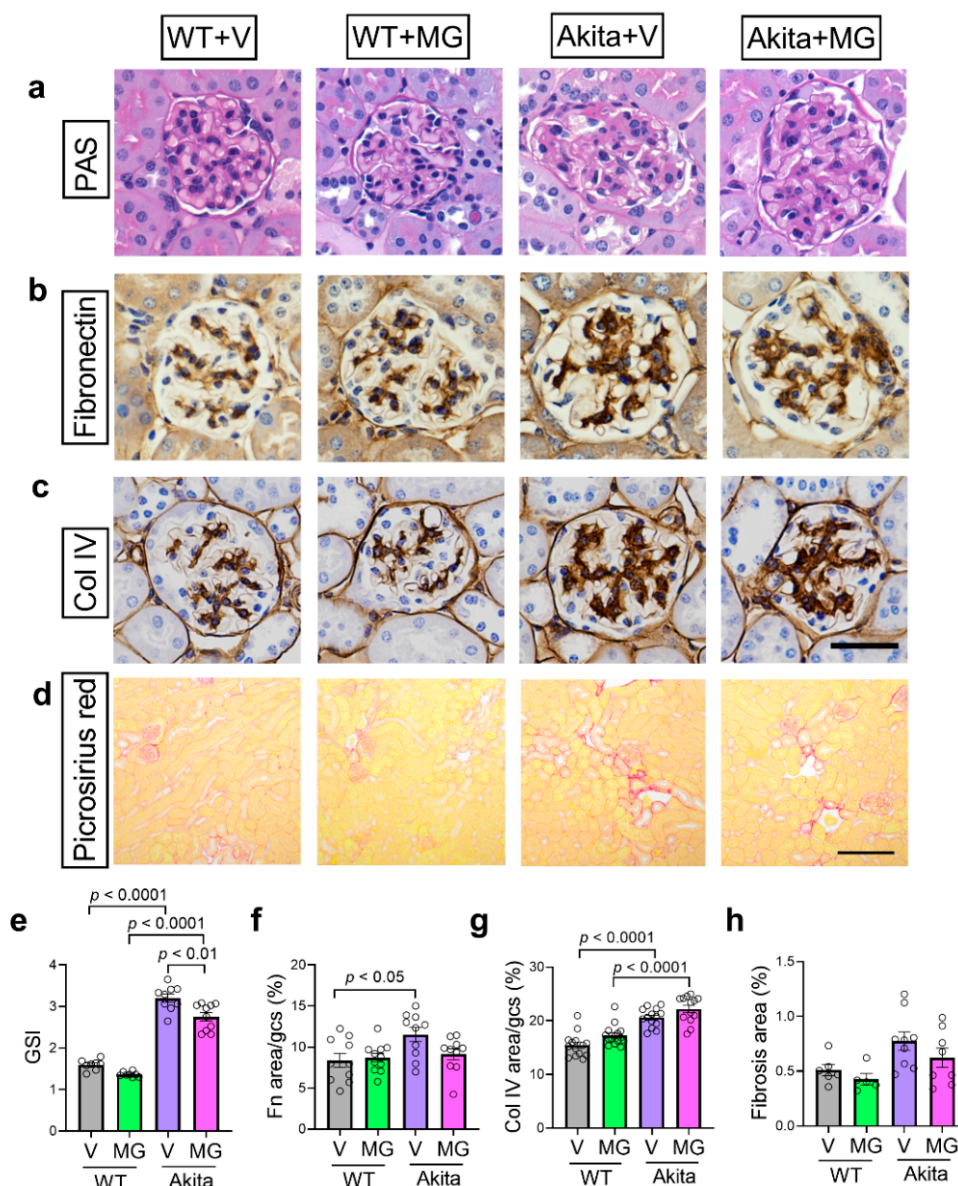 WT+V WT+MG Akita+V Akita+MG
a
PAS
b
Fibronectin
c
Col IV
d
Picrosirius red
e
p < 0.0001
p < 0.0001
p < 0.01
GSI
4
3
2
1
0
V MG V MG
WT Akita
f
p < 0.05
Fn area/gcs (%)
20
15
10
5
0
V MG V MG
WT Akita
g
p < 0.0001
p < 0.0001
Col IV area/gcs (%)
30
20
10
0
V MG V MG
WT Akita
h
Fibrosis area (%)
1.5
1.0
0.5
0.0
V MG V MG
WT Akita